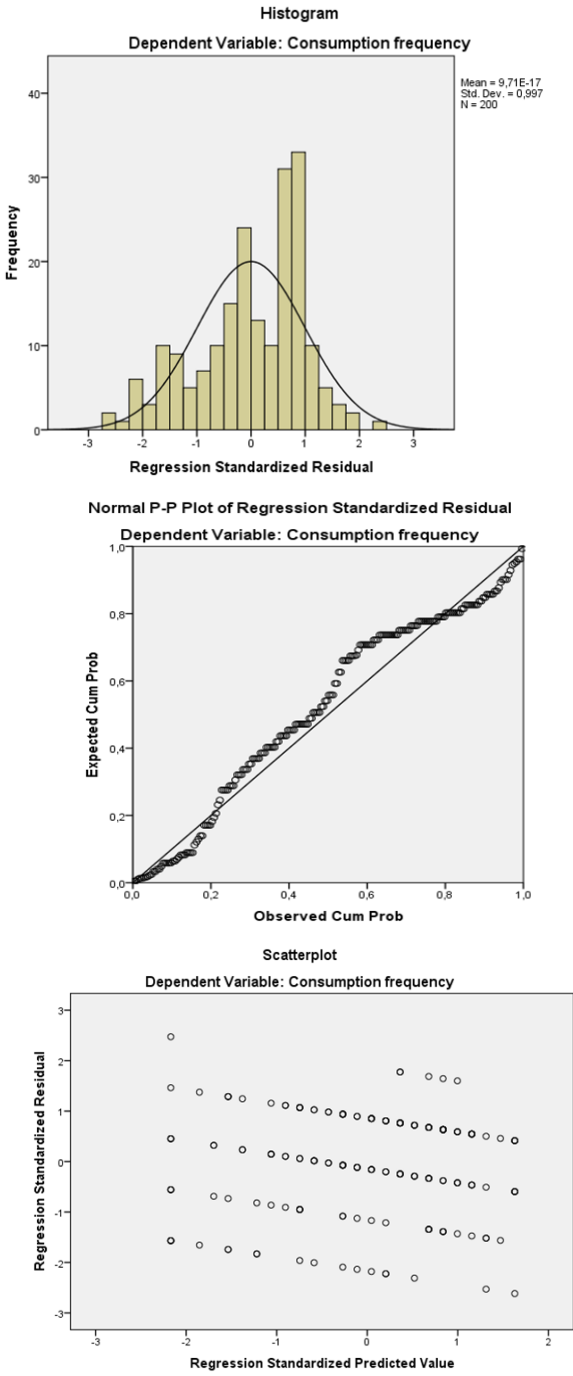 Histogram
Dependent Variable: Consumption frequency
Mean = 9,71E-17
Std. Dev. = 0,997
N = 200
Frequency
40
30
20
10
0
-3 -2 -1 0 1 2 3
Regression Standardized Residual
Normal P-P Plot of Regression Standardized Residual
Dependent Variable: Consumption frequency
Expected Cum Prob
1,0
0,8
0,6
0,4
0,2
0,0
0,0 0,2 0,4 0,6 0,8 1,0
Observed Cum Prob
Scatterplot
Dependent Variable: Consumption frequency
Regression Standardized Residual
3
2
1
0
-1
-2
-3
-3 -2 -1 0 1 2
Regression Standardized Predicted Value